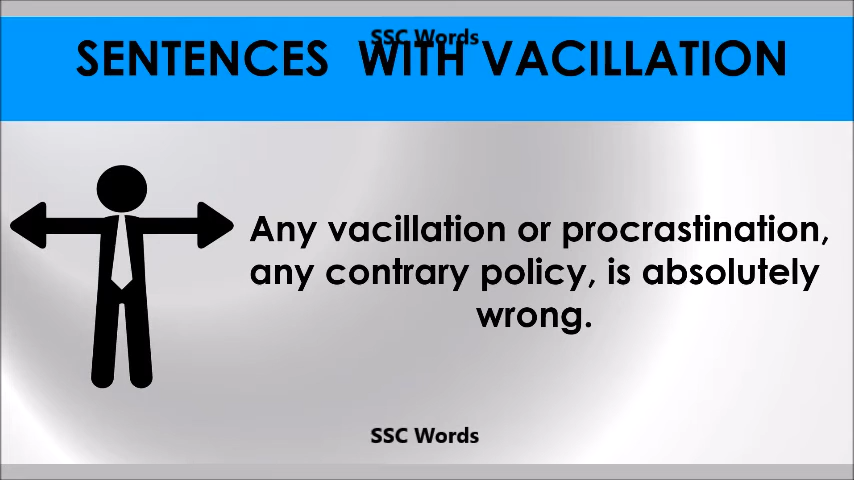 SSC Words
SENTENCES WITH VACILLATION
Any vacillation or procrastination,
any contrary policy, is absolutely
wrong.
SSC Words